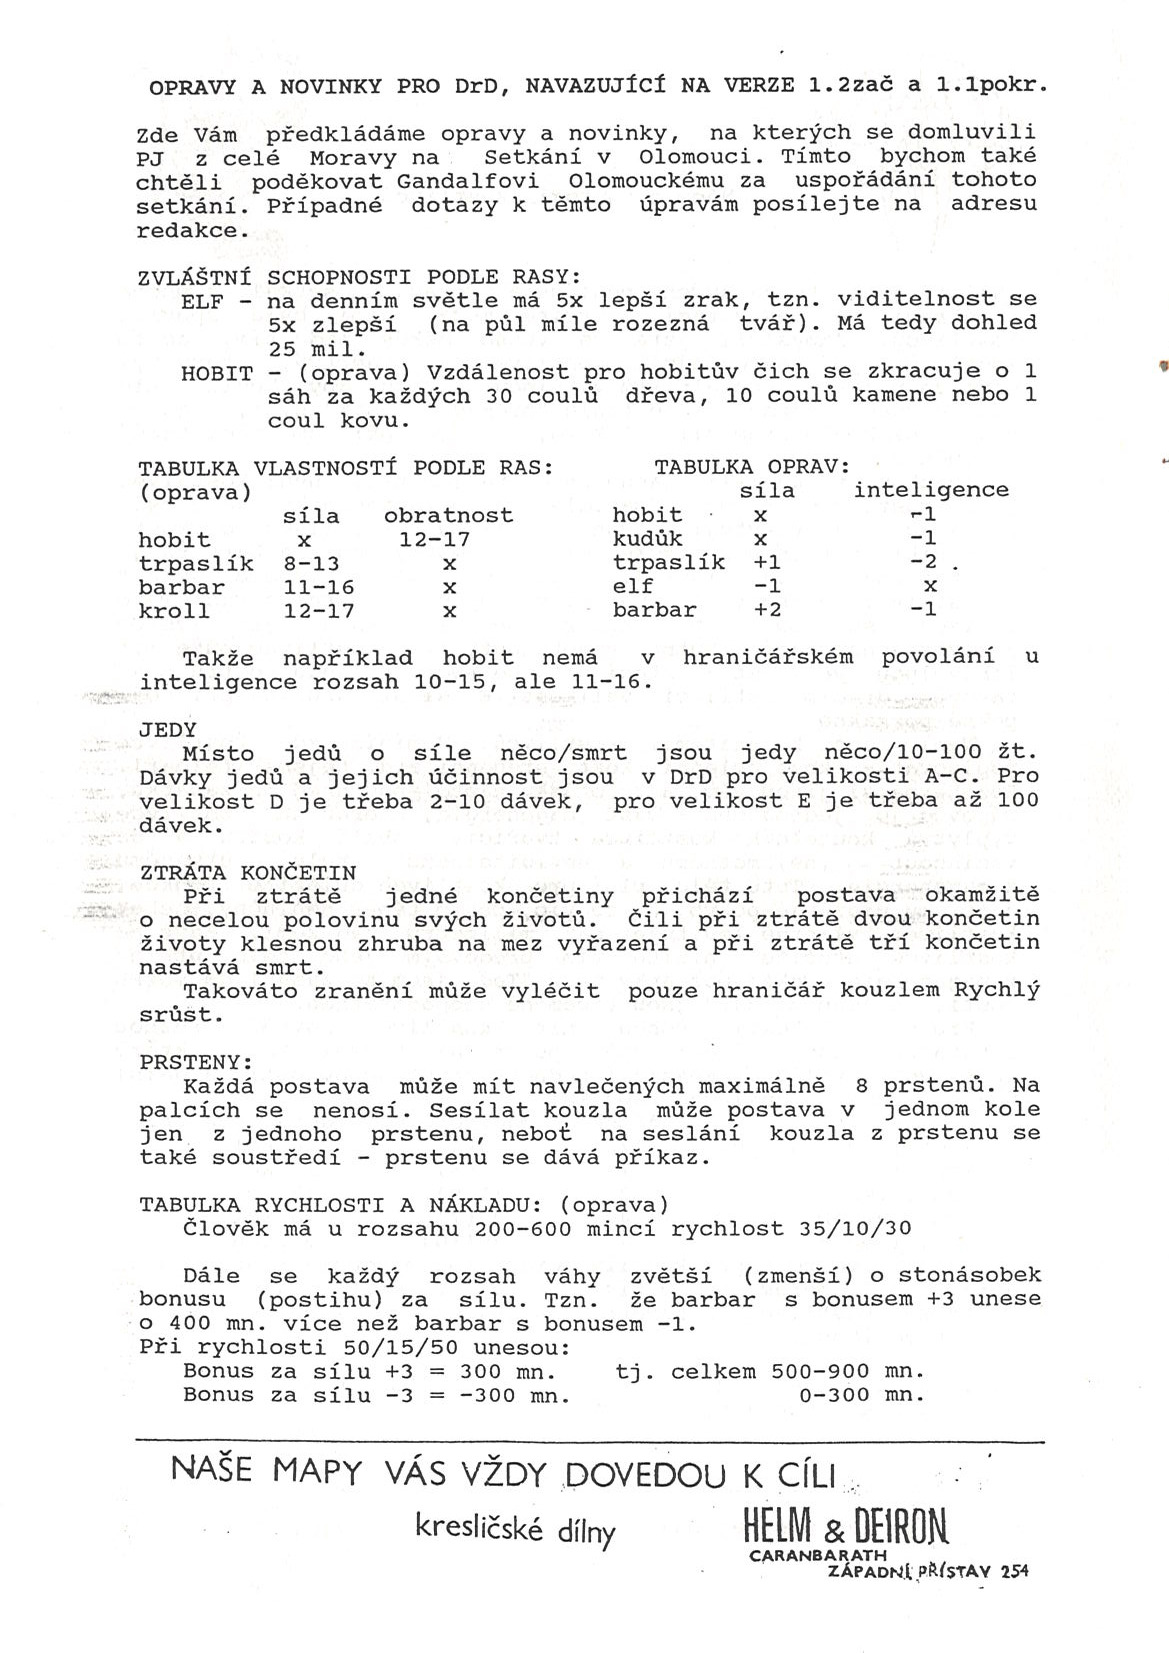 OPRAVY A NOVINKY PRO DrD, NAVAZUJÍCÍ NA VERZE 1.2zač a 1.1pokr.
Zde Vám předkládáme opravy a novinky, na kterých se domluvili
PJ z celé Moravy na Setkání v Olomouci. Tímto bychom také
chtěli poděkovat Gandalfovi Olomouckému za uspořádání tohoto
setkání. Případné dotazy k těmto úpravám posílejte na adresu
redakce.
ZVLÁŠTNÍ SCHOPNOSTI PODLE RASY:
ELF - na denním světle má 5x lepší zrak, tzn. viditelnost se
5x zlepší (na půl míle rozezná tvář). Má tedy dohled
25 mil.
HOBIT - (oprava) Vzdálenost pro hobitův čich se zkracuje o 1
sáh za každých 30 coulů dřeva, 10 coulů kamene nebo 1
coul kovu.
TABULKA VLASTNOSTÍ PODLE RAS:
(oprava)
síla obratnost
hobit x 12-17
trpaslík 8-13 x
barbar 11-16 x
kroll 12-17 x
TABULKA OPRAV:
síla inteligence
hobit x -1
kudůk x -1
trpaslík +1 -2
elf -1 x
barbar +2 -1
Takže například hobit nemá v hraničářském povolání u
inteligence rozsah 10-15, ale 11-16.
JEDY
Místo jedů o síle něco/smrt jsou jedy něco/10-100 žt.
Dávky jedů a jejich účinnost jsou v DrD pro velikosti A-C. Pro
velikost D je třeba 2-10 dávek, pro velikost E je třeba až 100
dávek.
ZTRÁTA KONČETIN
Při ztrátě jedné končetiny přichází postava okamžitě
o necelou polovinu svých životů. Čili při ztrátě dvou končetin
životy klesnou zhruba na mez vyřazení a při ztrátě tří končetin
nastává smrt.
Takováto zranění může vyléčit pouze hraničář kouzlem Rychlý
srůst.
PRSTENY:
Každá postava může mít navlečených maximálně 8 prstenů. Na
palcích se nenosí. Sesílat kouzla může postava v jednom kole
jen z jednoho prstenu, neboť na seslání kouzla z prstenu se
také soustředí - prstenu se dává příkaz.
TABULKA RYCHLOSTI A NÁKLADU: (oprava)
Člověk má u rozsahu 200-600 mincí rychlost 35/10/30
Dále se každý rozsah váhy zvětší (zmenší) o stonásobek
bonusu (postihu) za sílu. Tzn. že barbar s bonusem +3 unese
o 400 mn. více než barbar s bonusem -1.
Při rychlosti 50/15/50 unesou:
Bonus za sílu +3 = 300 mn. tj. celkem 500-900 mn.
Bonus za sílu -3 = -300 mn. 0-300 mn.
NAŠE MAPY VÁS VŽDY DOVEDOU K CÍLI
kresličské dílny
HELM & DEIRON
CARANBARATH
ZÁPADNÍ PŘÍSTAV 254